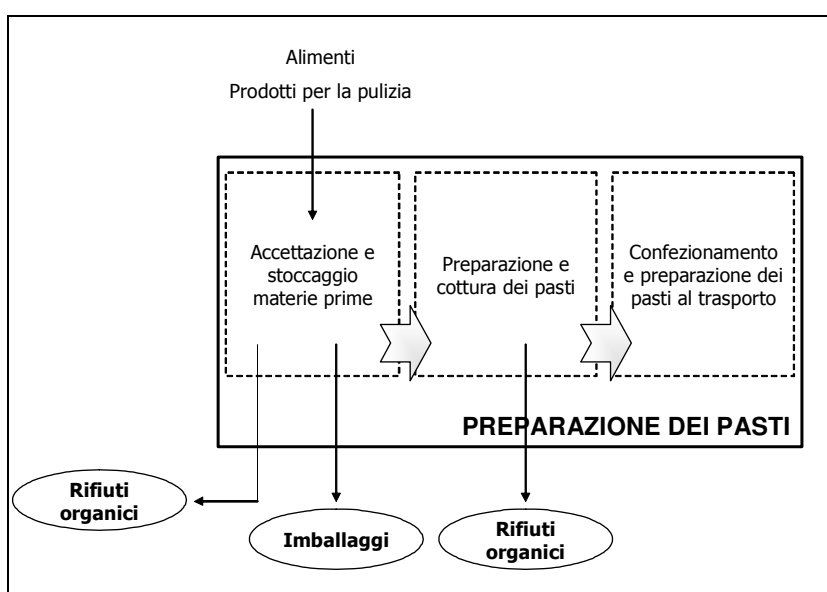 Alimenti
Prodotti per la pulizia
Accettazione e
stoccaggio
materie prime
Preparazione e
cottura dei pasti
Confezionamento
e preparazione dei
pasti al trasporto
PREPARAZIONE DEI PASTI
Rifiuti
organici
Imballaggi
Rifiuti
organici